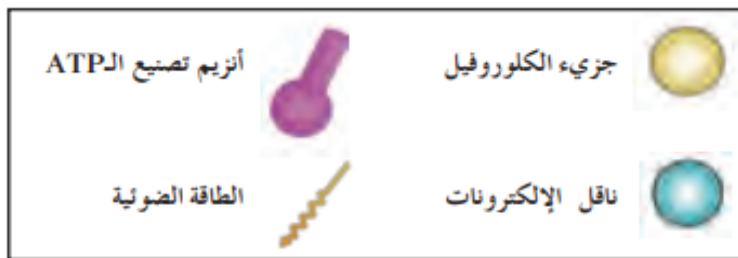 جزيء الكلوروفيل
أنزيم تصنيع الـATP
ناقل الإلكترونات
الطاقة الضوئية